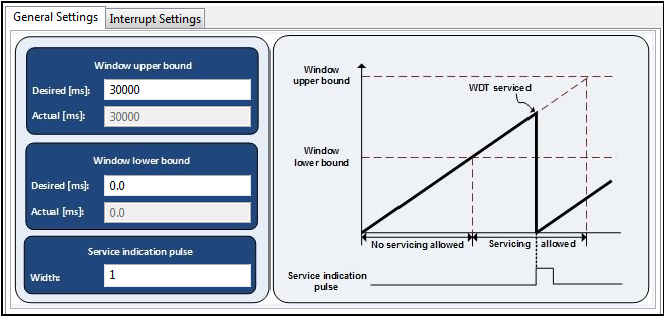 General Settings
Interrupt Settings
Window upper bound
Desired [ms]:
30000
Actual [ms]:
30000
Window lower bound
Desired [ms]:
0.0
Actual [ms]:
0.0
Service indication pulse
Width:
1
Window
upper bound
WDT serviced
Window
lower bound
No servicing allowed
Servicing allowed
Service indication
pulse